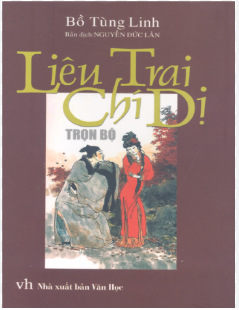 Bồ Tùng Linh
Bản dịch NGUYỄN ĐỨC LÂN
Liêu Trai
Chí Dị
TRỌN BỘ
vh Nhà xuất bản Văn Học